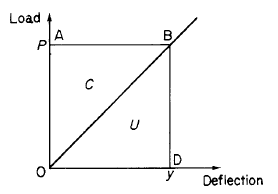 Load
P A B
C
U
O D
y Deflection